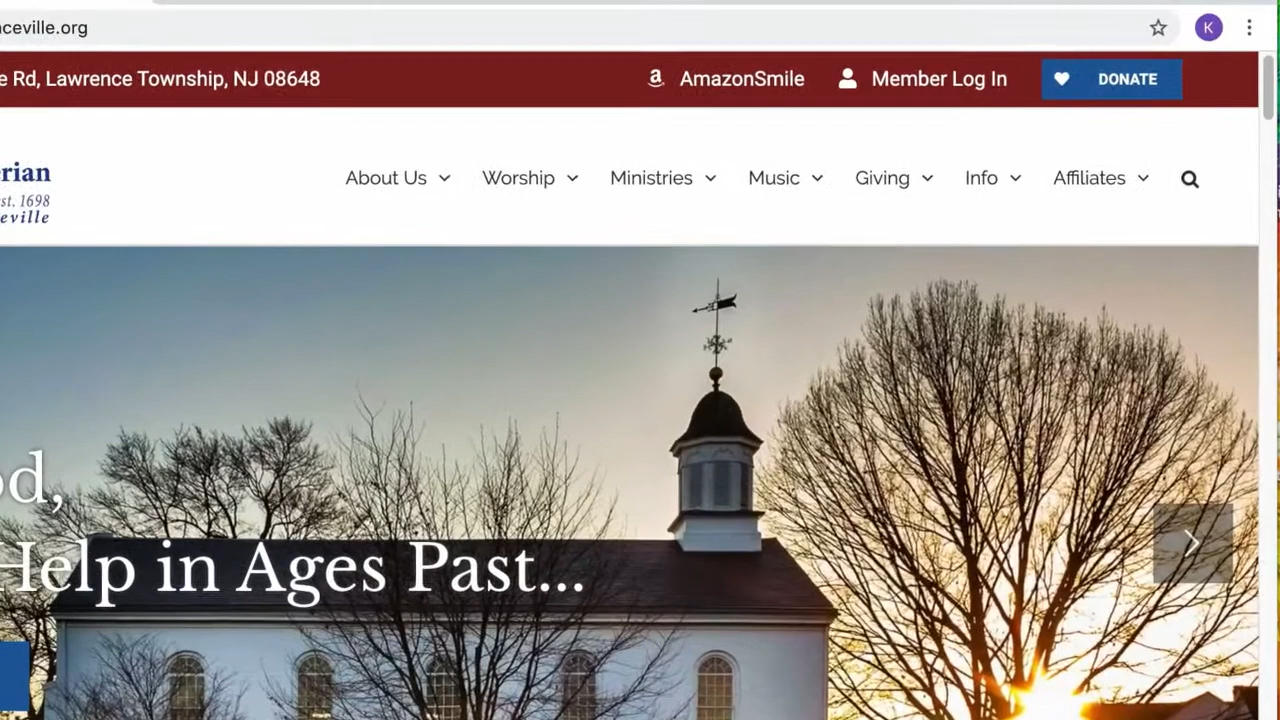 ceville.org
K
e Rd, Lawrence Township, NJ 08648
AmazonSmile
Member Log In
DONATE
erian
st. 1698
eville
About Us
Worship
Ministries
Music
Giving
Info
Affiliates
od,
Help in Ages Past...